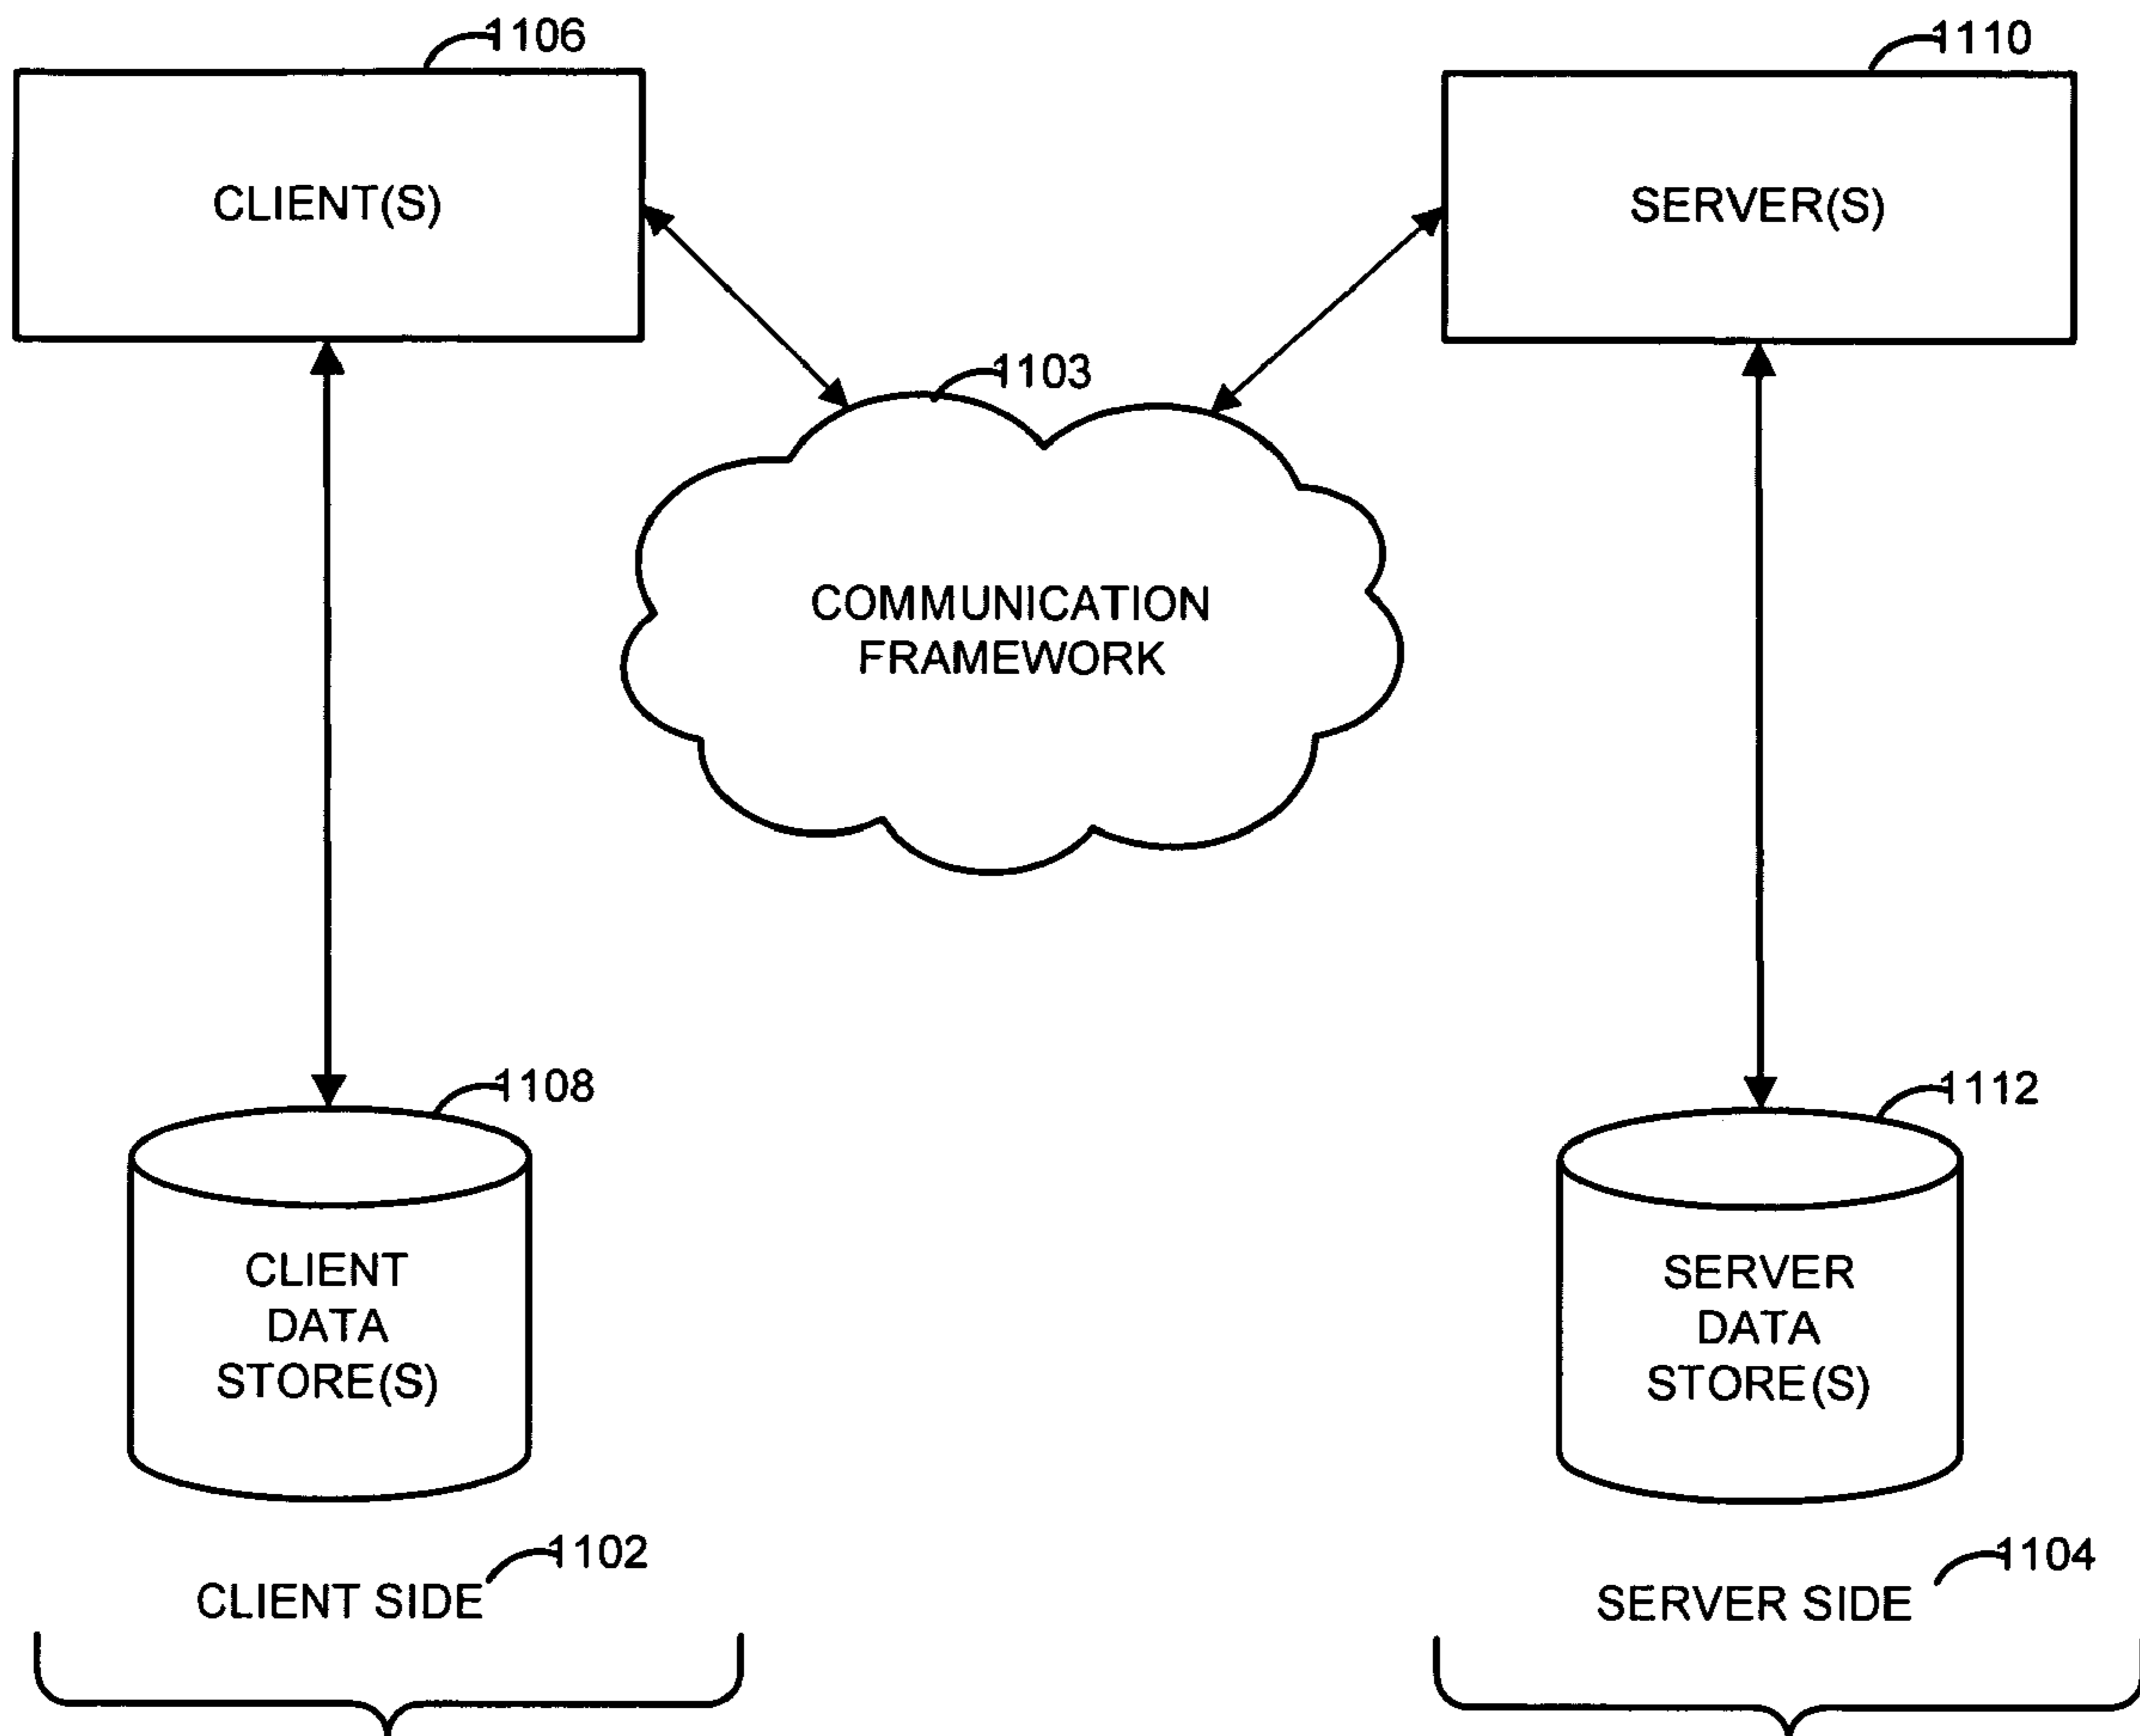 1106
1110
CLIENT(S)
SERVER(S)
1103
COMMUNICATION
FRAMEWORK
1108
1112
CLIENT
DATA
STORE(S)
SERVER
DATA
STORE(S)
1102
1104
CLIENT SIDE
SERVER SIDE